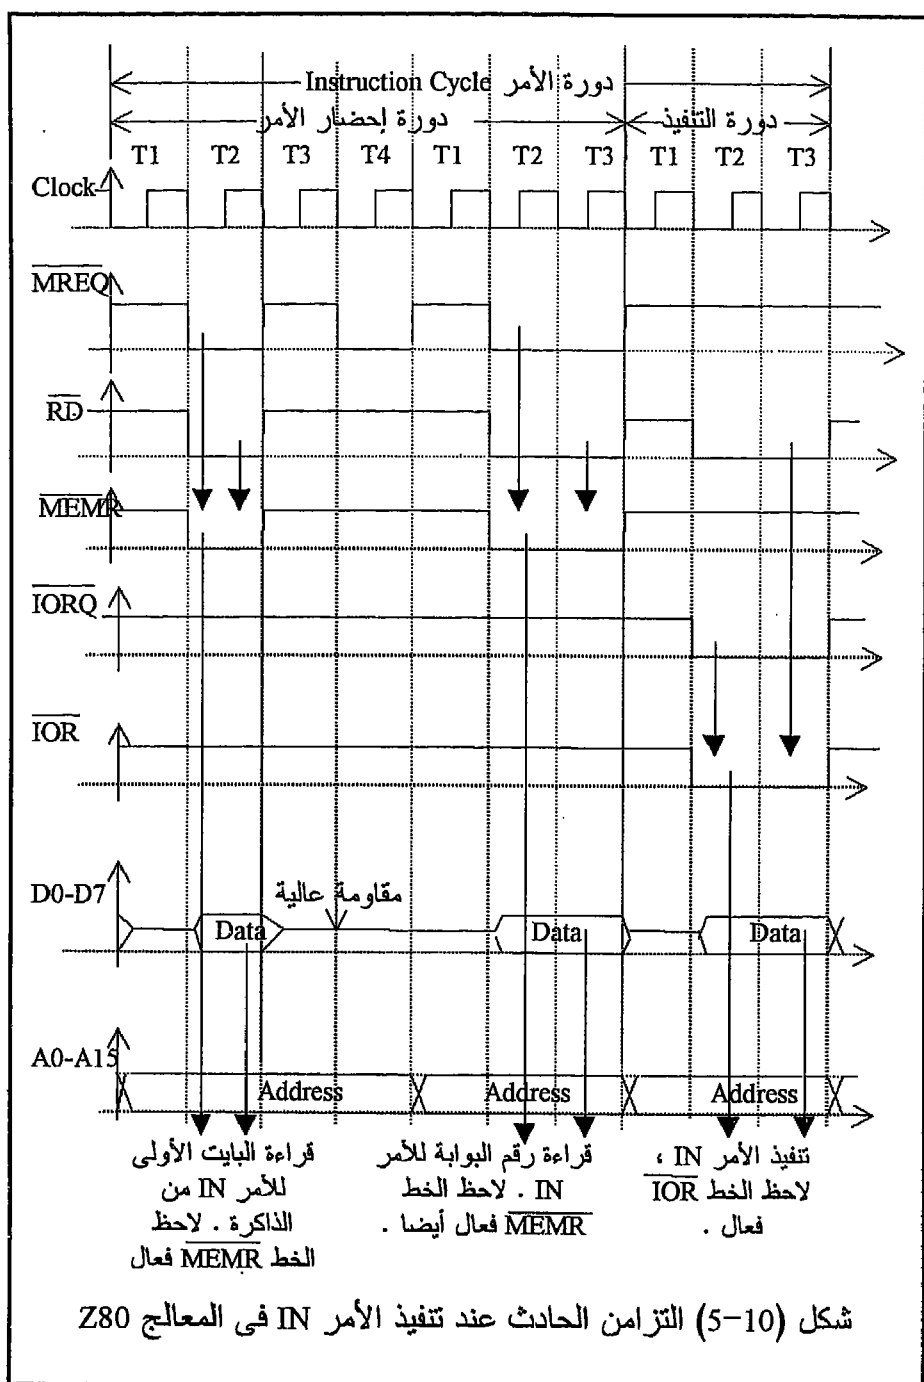 دورة الأمر Instruction Cycle
دورة إحضار الأمر دورة التنفيذ
T1 T2 T3 T4 T1 T2 T3 T1 T2 T3
Clock
MREQ
RD
MEMR
IORQ
IOR
D0-D7
مقاومة عالية
Data Data Data
A0-A15
Address Address Address
قراءة البايت الأولى
للأمر IN من
الذاكرة . لاحظ
الخط MEMR فعال
قراءة رقم البوابة للأمر
IN . لاحظ الخط
MEMR فعال أيضا .
تنفيذ الأمر IN ،
لاحظ الخط IOR
فعال .
شكل (10-5) التزامن الحادث عند تنفيذ الأمر IN فى المعالج Z80